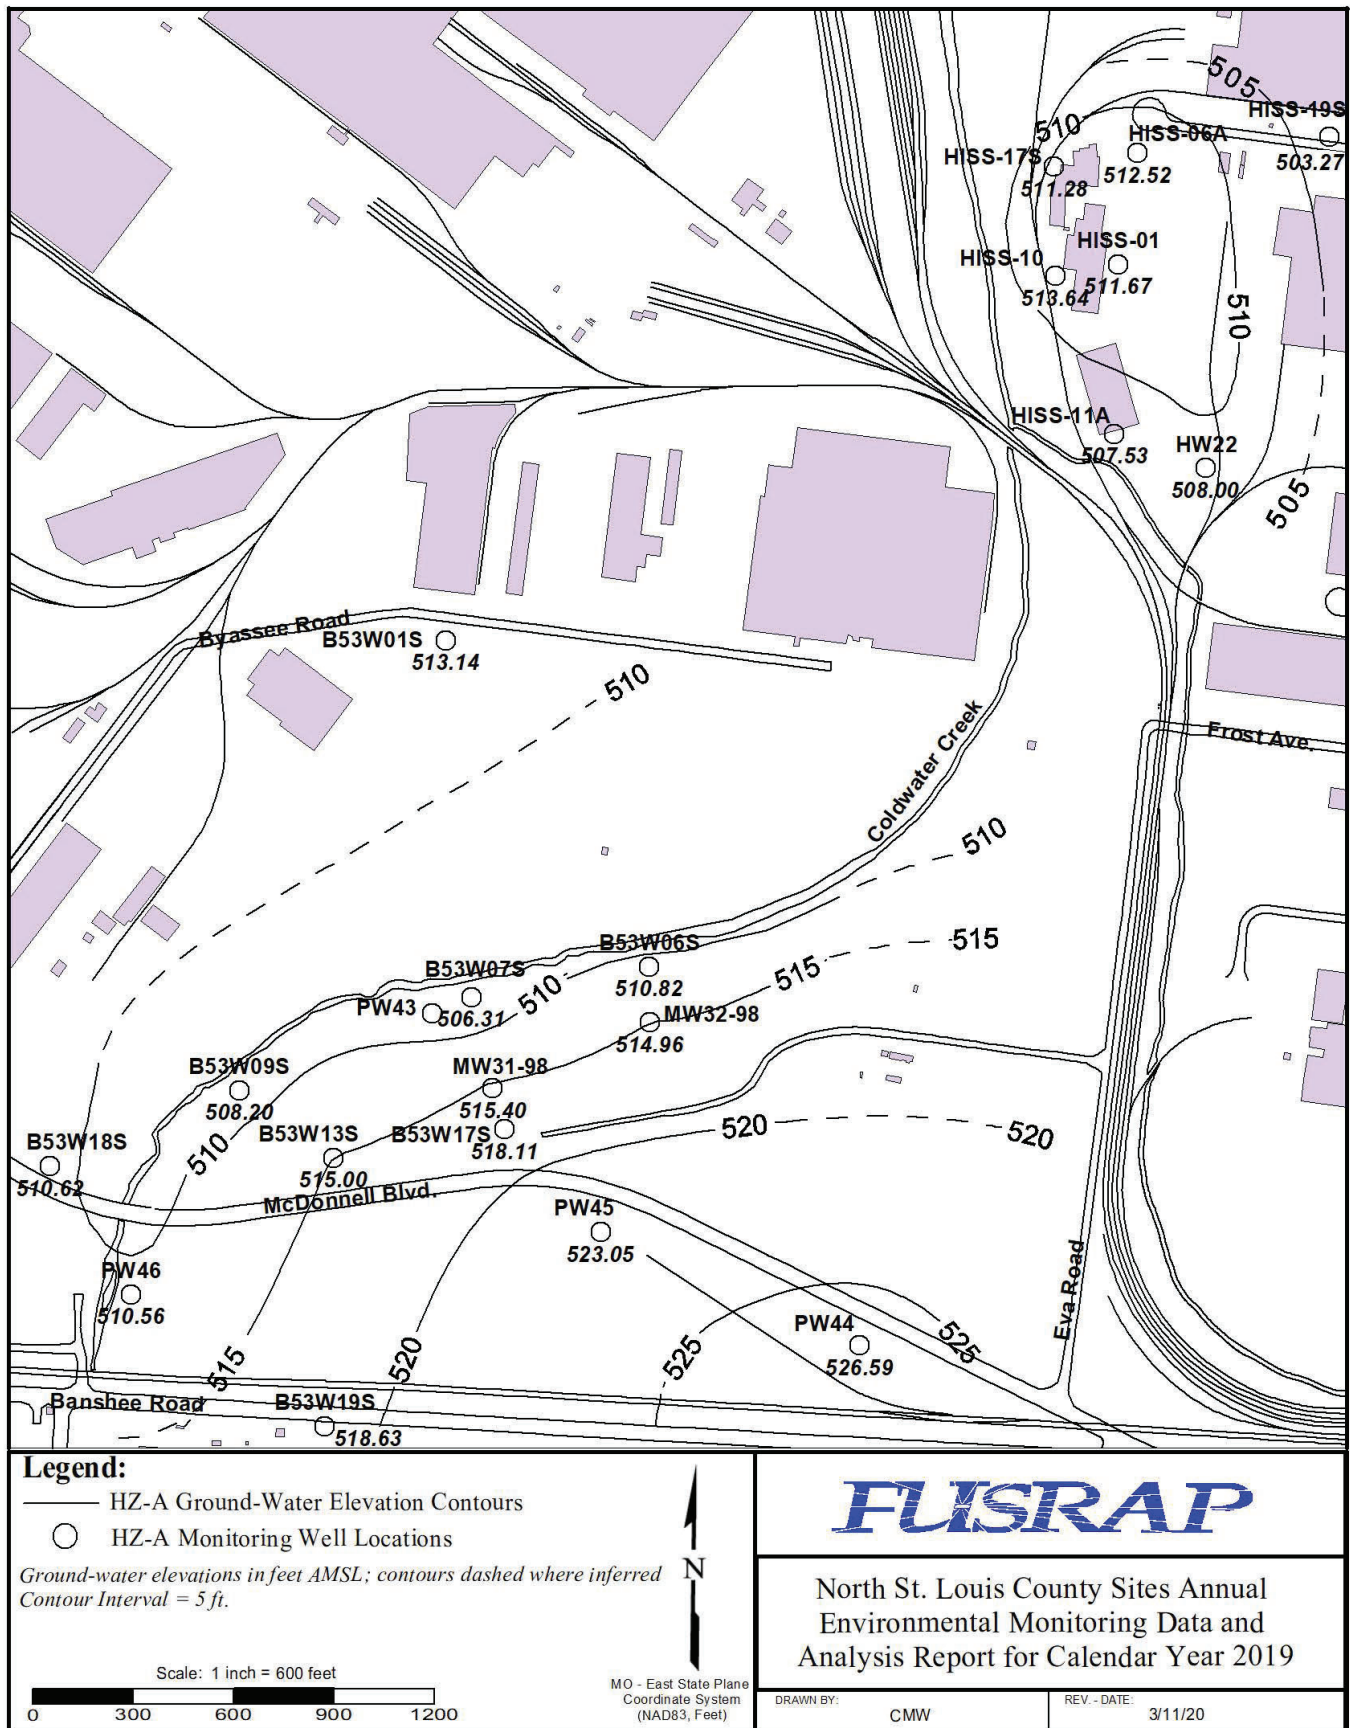 505
HISS-19S
510
HISS-06A
503.27
HISS-17S
512.52
511.28
HISS-01
HISS-10
511.67
513.64
510
HISS-11A
HW22
507.53
508.00
505
Byassee Road
B53W01S
513.14
510
Coldwater Creek
Frost Ave.
510
515
B53W06S
515
B53W07S
510.82
510
PW43
506.31
MW32-98
514.96
B53W09S
MW31-98
508.20
515.40
B53W13S
B53W17S
520
520
B53W18S
510
518.11
515.00
510.62
McDonnell Blvd.
PW45
523.05
PW46
510.56
Eva Road
PW44
525
526.59
525
520
515
Banshee Road
B53W19S
518.63
Legend:
HZ-A Ground-Water Elevation Contours
HZ-A Monitoring Well Locations
Ground-water elevations in feet AMSL; contours dashed where inferred
Contour Interval = 5 ft.
Scale: 1 inch = 600 feet
0 300 600 900 1200
N
MO - East State Plane
Coordinate System
(NAD83, Feet)
FUSRAP
North St. Louis County Sites Annual
Environmental Monitoring Data and
Analysis Report for Calendar Year 2019
DRAWN BY:
CMW
REV. - DATE:
3/11/20